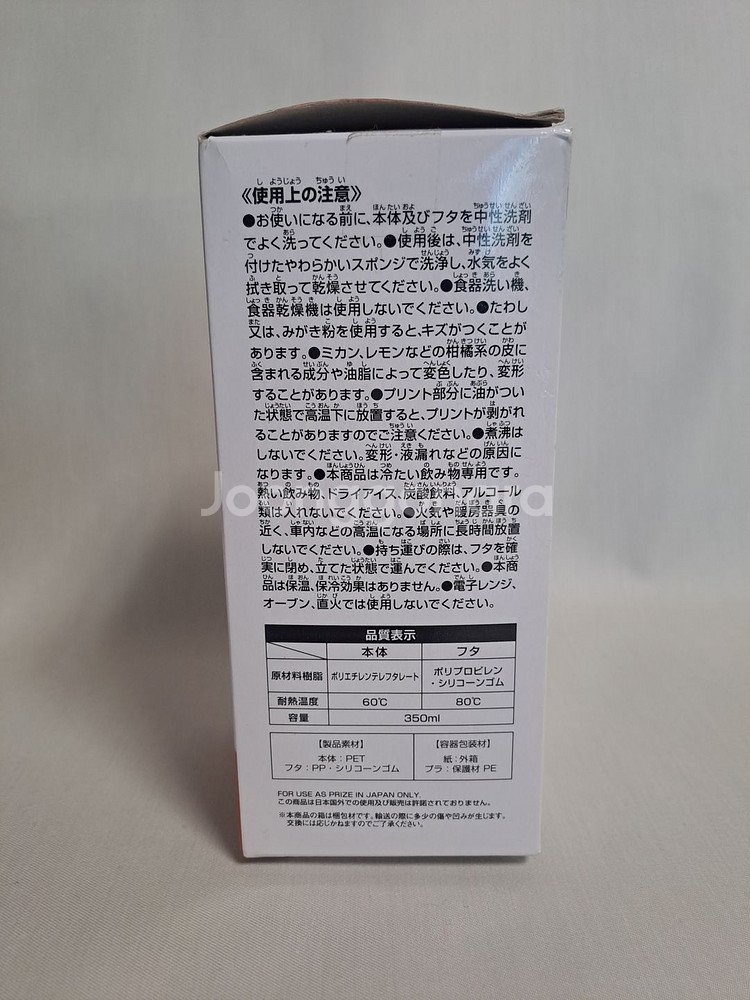 《使用上の注意》
●お使いになる前に、本体及びフタを中性洗剤
でよく洗ってください。●使用後は、中性洗剤を
付けたやわらかいスポンジで洗浄し、水気をよく
拭き取って乾燥させてください。●食器洗い機、
食器乾燥機は使用しないでください。●たわし
又は、みがき粉を使用すると、キズがつくことが
あります。●ミカン、レモンなどの柑橘系の皮に
含まれる成分や油脂によって変色したり、変形
することがあります。●プリント部分に油がつい
た状態で高温下に放置すると、プリントが剥がれ
ることがありますのでご注意ください。●煮沸は
しないでください。変形・液漏れなどの原因に
なります。●本商品は冷たい飲み物専用です。
熱い飲み物、ドライアイス、炭酸飲料、アルコール
類は入れないでください。●火気や暖房器具の
近く、車内などの高温になる場所に長時間放置
しないでください。●持ち運びの際は、フタを確
実に閉め、立てた状態で運んでください。●本商
品は保温、保冷効果はありません。●電子レンジ、
オーブン、直火では使用しないでください。
品質表示
本体 フタ
原材料樹脂 ポリエチレンテレフタレート ポリプロピレン
・シリコーンゴム
耐熱温度 60℃ 80℃
容量 350ml
【製品素材】 【容器包装材】
本体：PET 紙：外箱
フタ：PP・シリコーンゴム プラ：保護材 PE
FOR USE AS PRIZE IN JAPAN ONLY.
この商品は日本国外での使用及び販売は許諾されておりません。
※本商品の箱は梱包材です。輸送の際に多少の傷や凹みが生じます。
交換には応じかねますのでご了承ください。